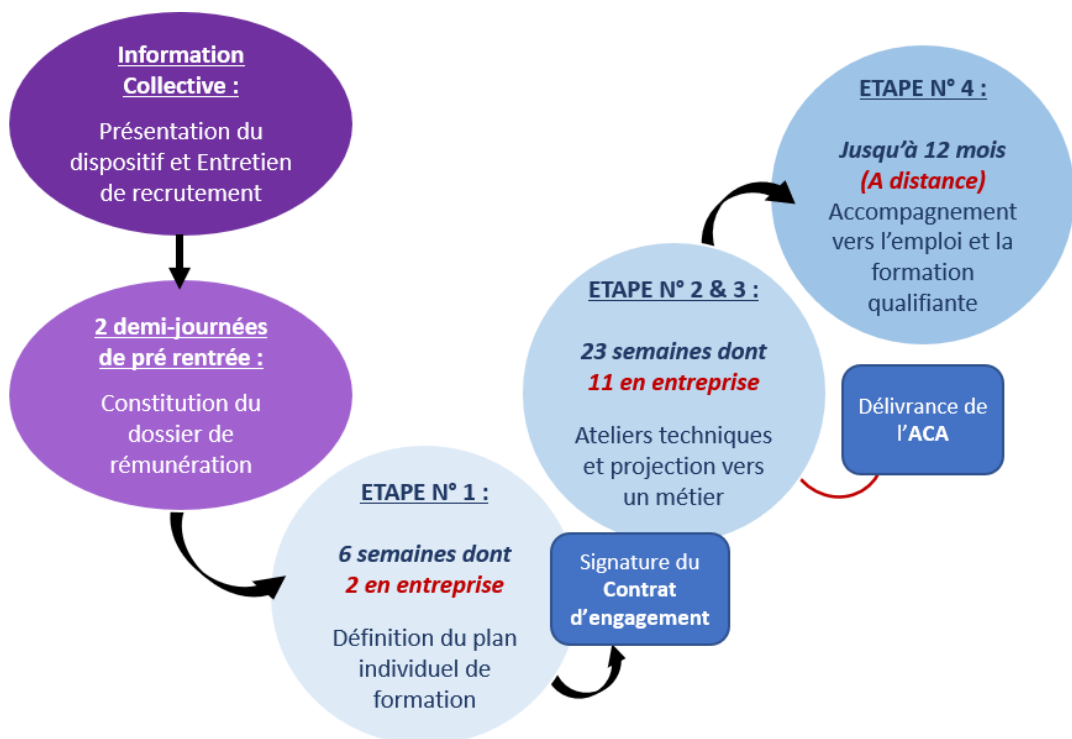 Information
Collective :
Présentation du
dispositif et Entretien
de recrutement
2 demi-journées
de pré rentrée :
Constitution du
dossier de
rémunération
ETAPE N° 1 :
6 semaines dont
2 en entreprise
Définition du plan
individuel de
formation
Signature du
Contrat
d’engagement
ETAPE N° 2 & 3 :
23 semaines dont
11 en entreprise
Ateliers techniques
et projection vers
un métier
Délivrance de
l’ACA
ETAPE N° 4 :
Jusqu’à 12 mois
(A distance)
Accompagnement
vers l’emploi et la
formation
qualifiante